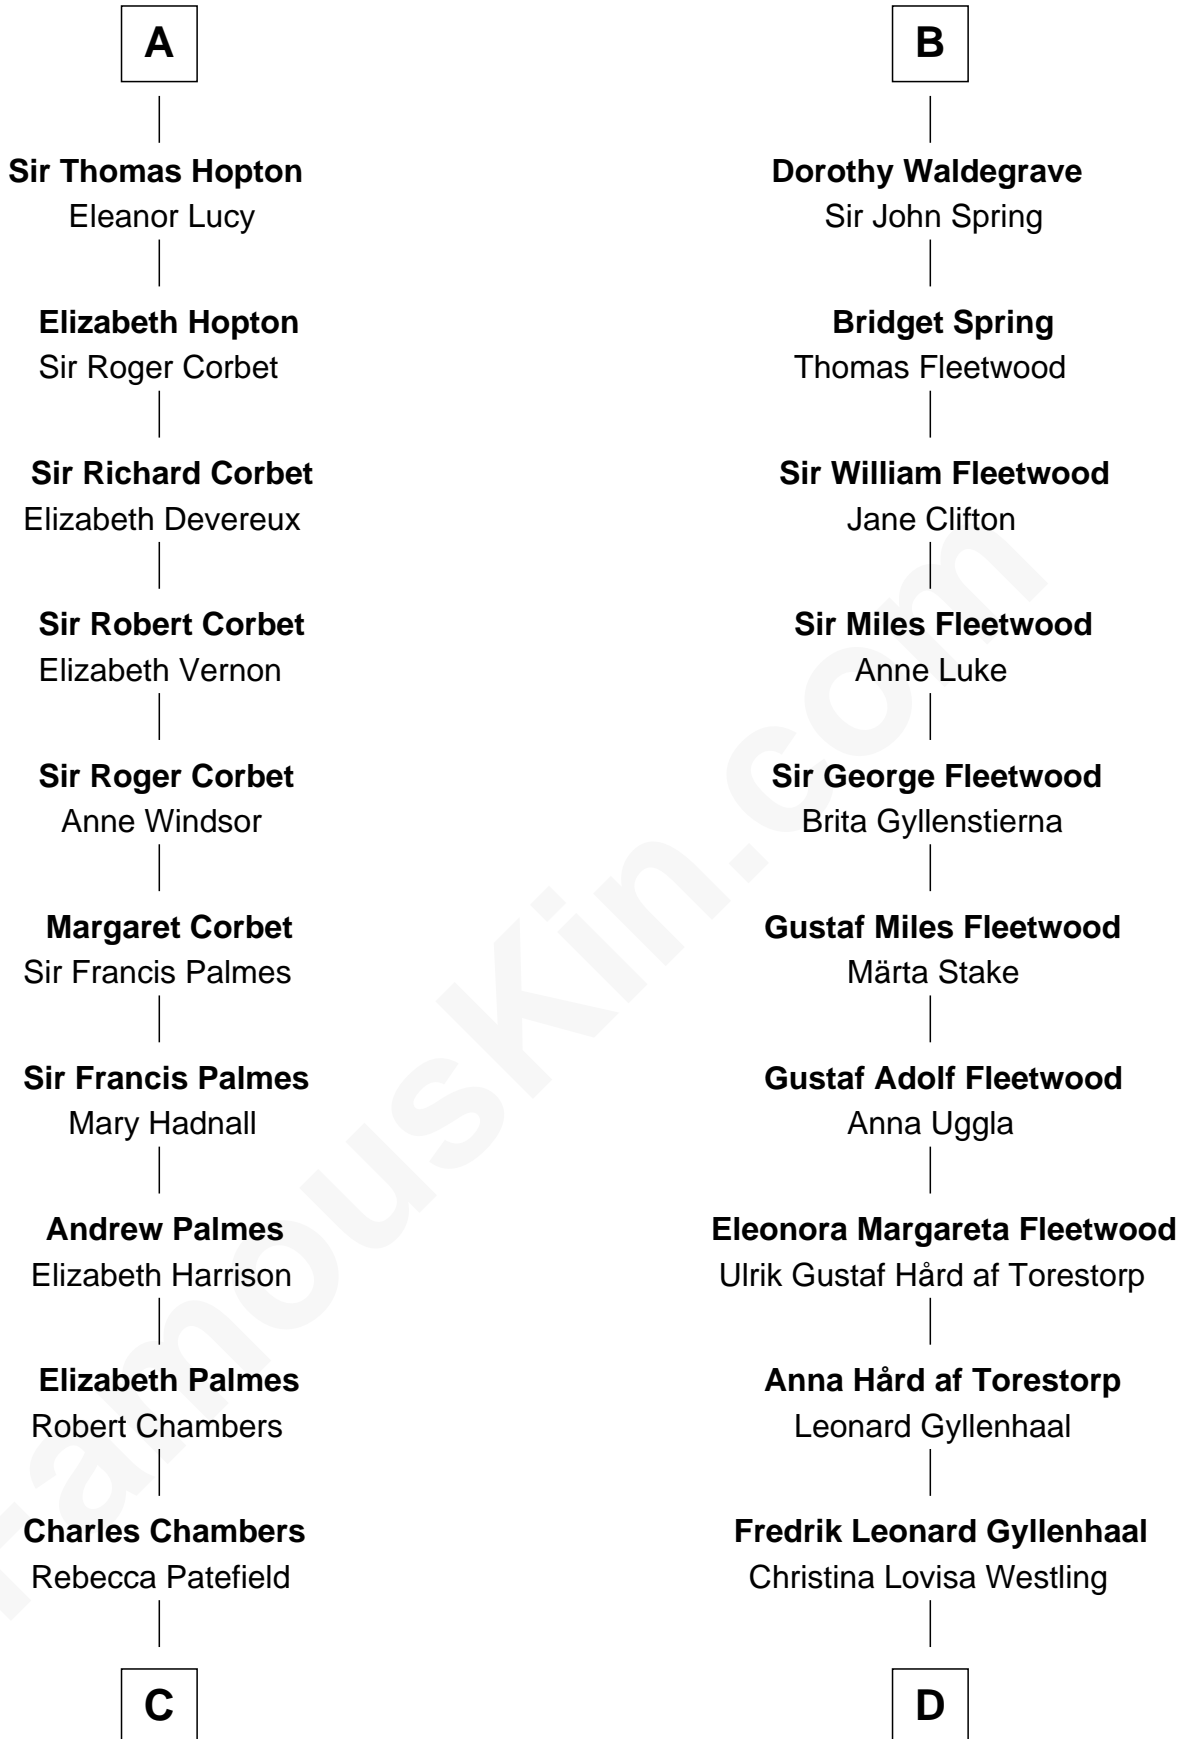 A
Sir Thomas Hopton
Eleanor Lucy
Elizabeth Hopton
Sir Roger Corbet
Sir Richard Corbet
Elizabeth Devereux
Sir Robert Corbet
Elizabeth Vernon
Sir Roger Corbet
Anne Windsor
Margaret Corbet
Sir Francis Palmes
Sir Francis Palmes
Mary Hadnall
Andrew Palmes
Elizabeth Harrison
Elizabeth Palmes
Robert Chambers
Charles Chambers
Rebecca Patefield
C
B
Dorothy Waldegrave
Sir John Spring
Bridget Spring
Thomas Fleetwood
Sir William Fleetwood
Jane Clifton
Sir Miles Fleetwood
Anne Luke
Sir George Fleetwood
Brita Gyllenstierna
Gustaf Miles Fleetwood
Märta Stake
Gustaf Adolf Fleetwood
Anna Uggla
Eleonora Margareta Fleetwood
Ulrik Gustaf Hård af Torestorp
Anna Hård af Torestorp
Leonard Gyllenhaal
Fredrik Leonard Gyllenhaal
Christina Lovisa Westling
D
FamousKin.com